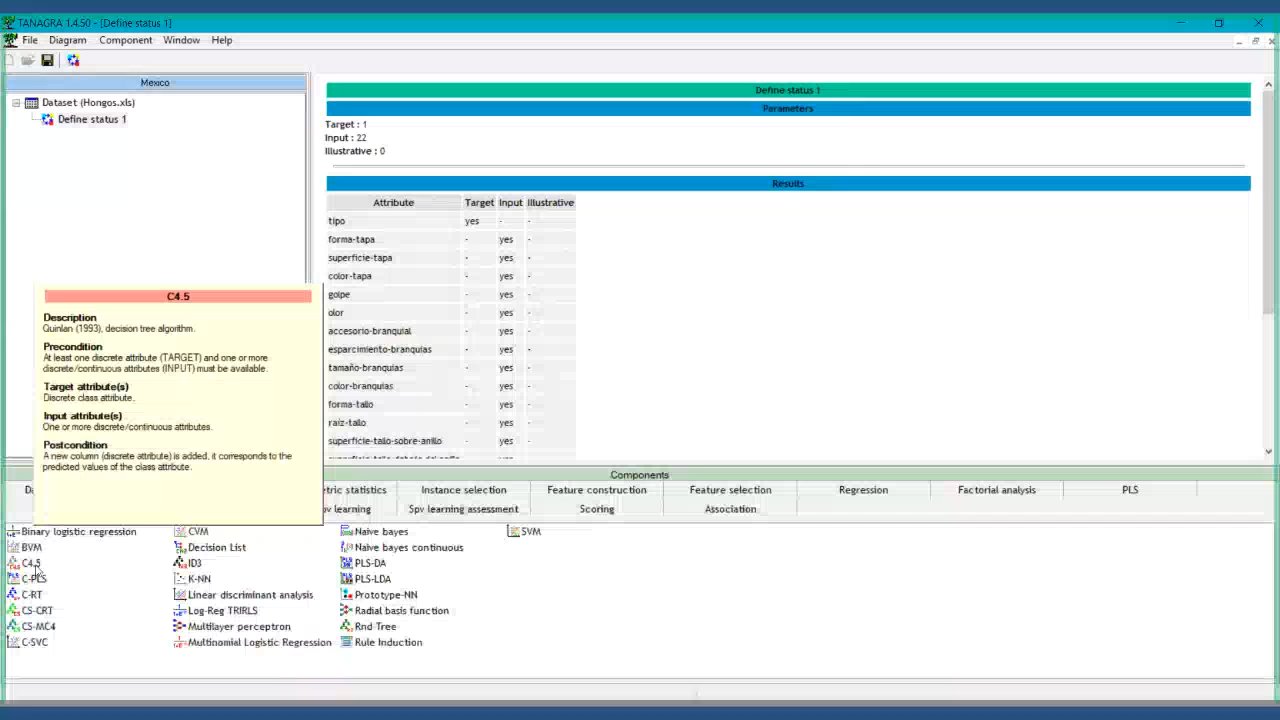 TANAGRA 1.4.50 - [Define status 1]
File Diagram Component Window Help
Mexico
Dataset (Hongos.xls)
Define status 1
Define status 1
Parameters
Target : 1
Input : 22
Illustrative : 0
Results
Attribute Target Input Illustrative
tipo yes - -
forma-tapa - yes -
superficie-tapa - yes -
color-tapa - yes -
golpe - yes -
olor - yes -
accesorio-branquial - yes -
esparcimiento-branquias - yes -
tamaño-branquias - yes -
color-branquias - yes -
forma-tallo - yes -
raíz-tallo - yes -
superficie-talo-sobre-anillo - yes -
C4.5
Description
Quinlan (1993), decision tree algorithm.
Precondition
At least one discrete attribute (TARGET) and one or more
discrete/continuous attributes (INPUT) must be available.
Target attribute(s)
Discrete class attribute.
Input attribute(s)
One or more discrete/continuous attributes.
Postcondition
A new column (discrete attribute) is added, it corresponds to the
predicted values of the class attribute.
Components
statistics Instance selection Feature construction Feature selection Regression Factorial analysis PLS
learning Spv learning assessment Scoring Association
Binary logistic regression CVM Naive bayes SVM
BVM Decision List Naive bayes continuous
C4.5 ID3 PLS-DA
C-PLS K-NN PLS-LDA
C-RT Linear discriminant analysis Prototype-NN
CS-CRT Log-Reg TRIRLS Radial basis function
CS-MC4 Multilayer perceptron Rnd-Tree
C-SVC Multinomial Logistic Regression Rule Induction